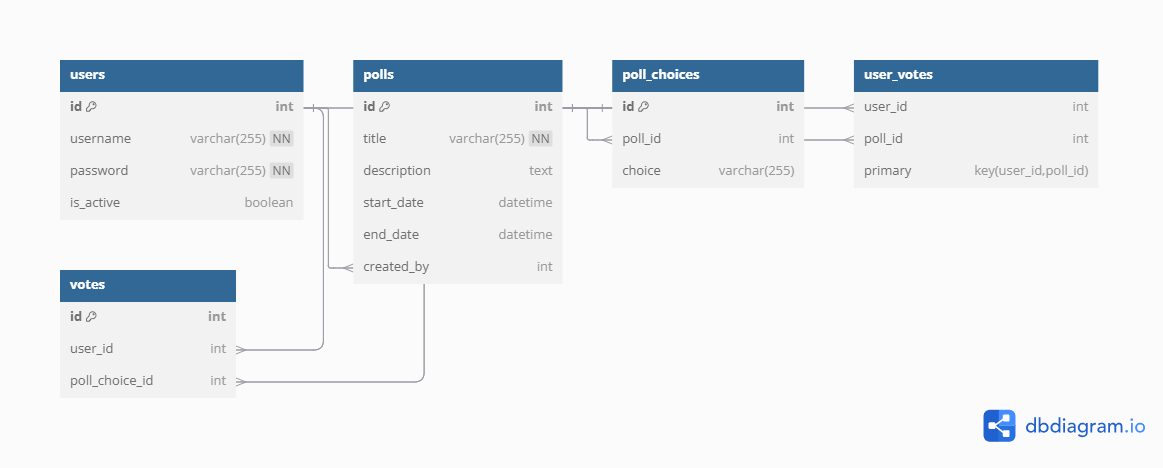 users
id int
username varchar(255) NN
password varchar(255) NN
is_active boolean
polls
id int
title varchar(255) NN
description text
start_date datetime
end_date datetime
created_by int
poll_choices
id int
poll_id int
choice varchar(255)
user_votes
user_id int
poll_id int
primary key(user_id,poll_id)
votes
id int
user_id int
poll_choice_id int
dbdiagram.io